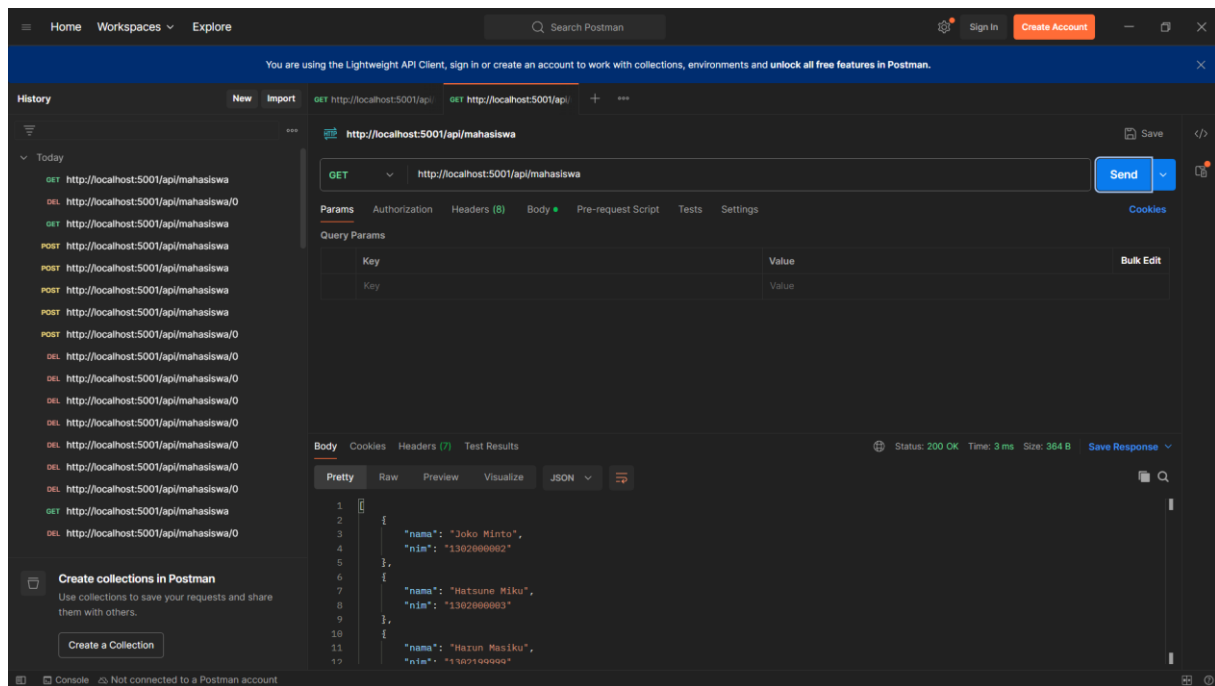 Home Workspaces Explore Search Postman Sign In Create Account
You are using the Lightweight API Client, sign in or create an account to work with collections, environments and unlock all free features in Postman.
History New Import GET http://localhost:5001/api/ GET http://localhost:5001/api/
HTTP http://localhost:5001/api/mahasiswa Save
Today
GET http://localhost:5001/api/mahasiswa
DEL http://localhost:5001/api/mahasiswa/0
GET http://localhost:5001/api/mahasiswa
POST http://localhost:5001/api/mahasiswa
POST http://localhost:5001/api/mahasiswa
POST http://localhost:5001/api/mahasiswa
POST http://localhost:5001/api/mahasiswa
POST http://localhost:5001/api/mahasiswa/0
DEL http://localhost:5001/api/mahasiswa/0
DEL http://localhost:5001/api/mahasiswa/0
DEL http://localhost:5001/api/mahasiswa/0
DEL http://localhost:5001/api/mahasiswa/0
DEL http://localhost:5001/api/mahasiswa/0
DEL http://localhost:5001/api/mahasiswa/0
DEL http://localhost:5001/api/mahasiswa/0
GET http://localhost:5001/api/mahasiswa
DEL http://localhost:5001/api/mahasiswa/0
Create collections in Postman
Use collections to save your requests and share
them with others.
Create a Collection
GET http://localhost:5001/api/mahasiswa Send
Params Authorization Headers (8) Body Pre-request Script Tests Settings Cookies
Query Params
Key Value Bulk Edit
Key Value
Body Cookies Headers (7) Test Results Status: 200 OK Time: 3 ms Size: 364 B Save Response
Pretty Raw Preview Visualize JSON
1 [
2 {
3 "nama": "Joko Minto",
4 "nim": "1302000002"
5 },
6 {
7 "nama": "Hatsune Miku",
8 "nim": "1302000003"
9 },
10 {
11 "nama": "Harun Masiku",
12 "nim": "1302199999"
Console Not connected to a Postman account